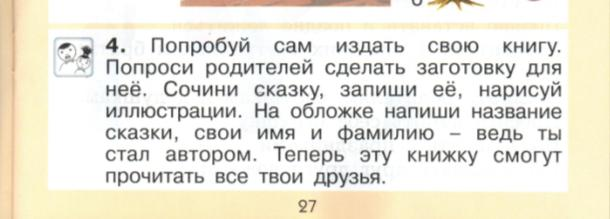 4. Попробуй сам издать свою книгу.
Попроси родителей сделать заготовку для
неё. Сочини сказку, запиши её, нарисуй
иллюстрации. На обложке напиши название
сказки, свои имя и фамилию – ведь ты
стал автором. Теперь эту книжку смогут
прочитать все твои друзья.
27